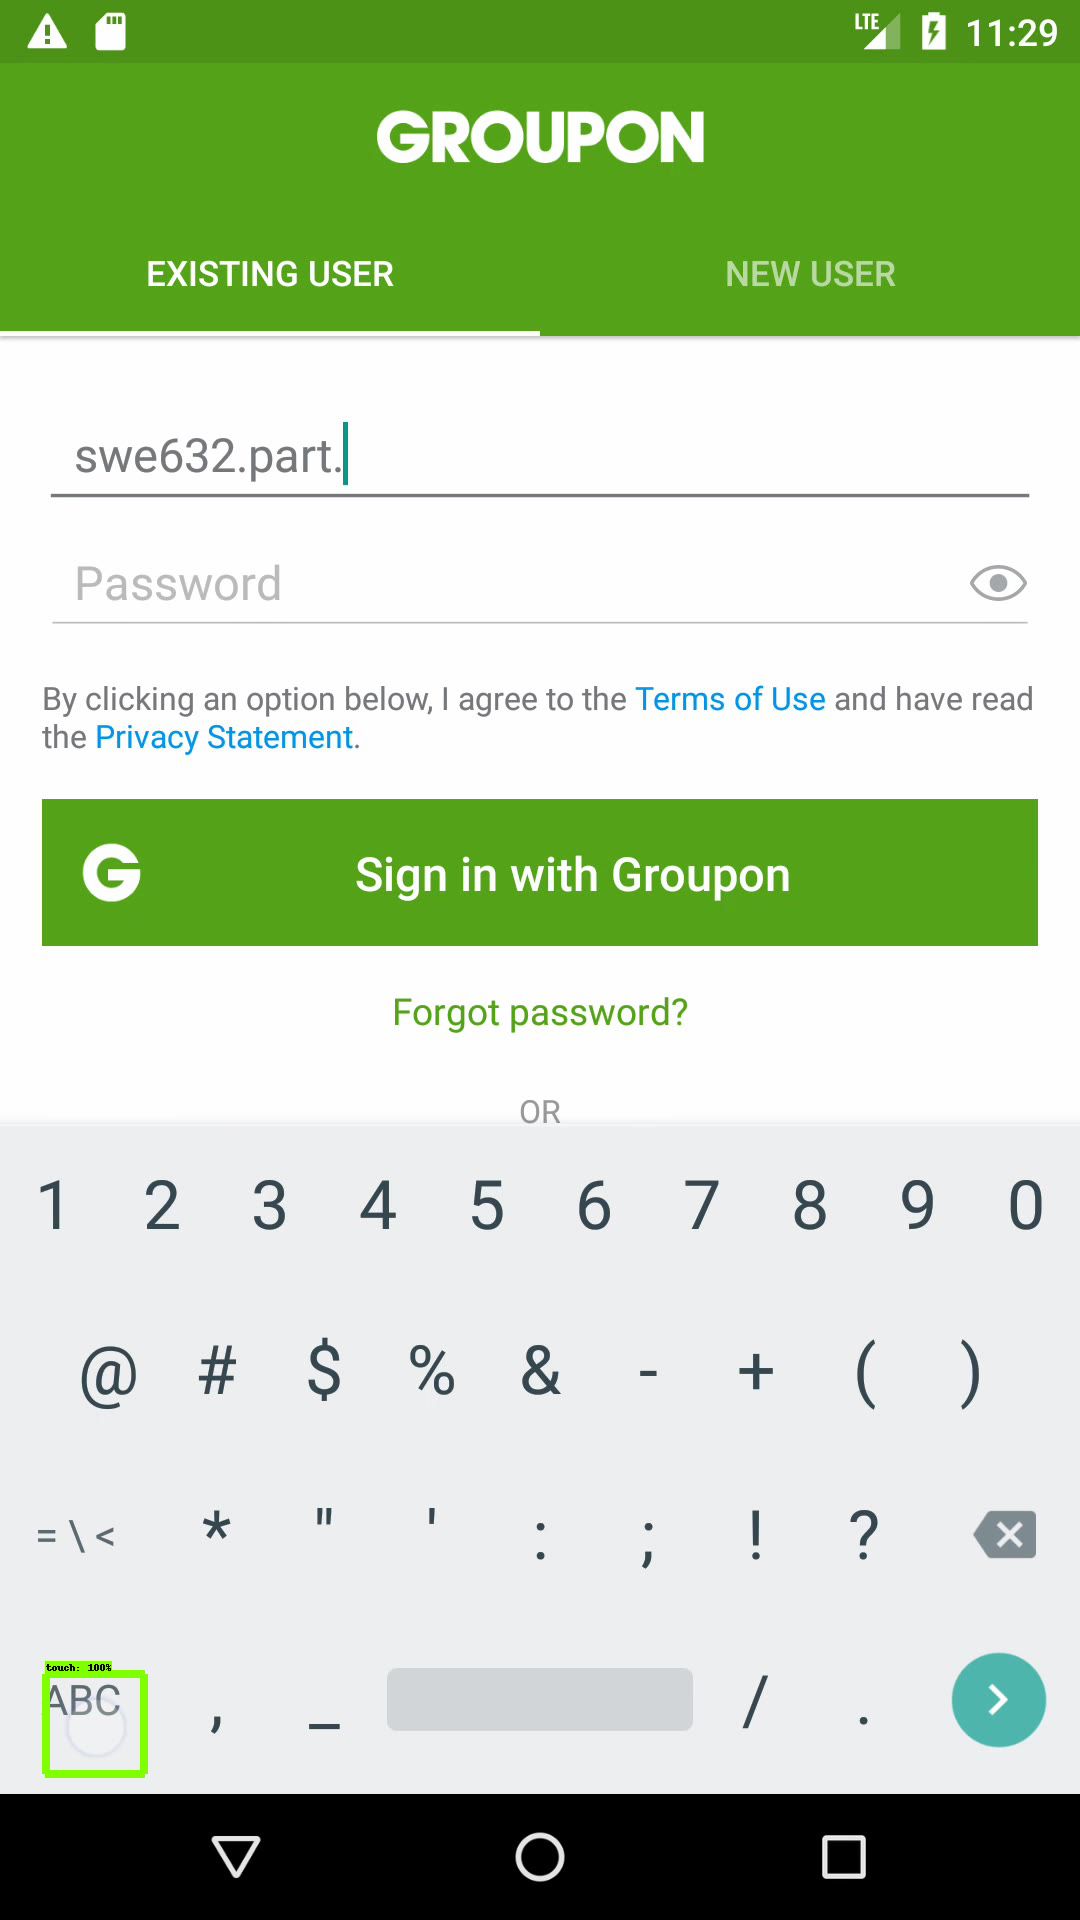 LTE 11:29
GROUPON
EXISTING USER NEW USER
swe632.part.
Password
By clicking an option below, I agree to the Terms of Use and have read
the Privacy Statement.
G Sign in with Groupon
Forgot password?
OR
1 2 3 4 5 6 7 8 9 0
@ # $ % & - + ( )
= \ < * " ' : ; ! ?
touch: 100%
ABC , _ / .